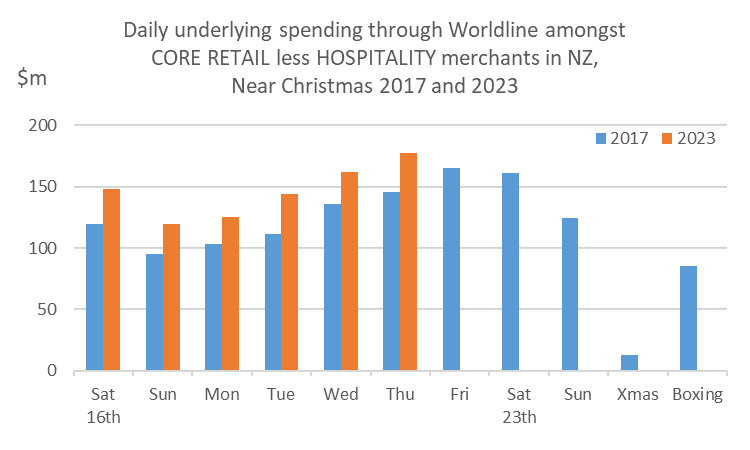 Daily underlying spending through Worldline amongst
CORE RETAIL less HOSPITALITY merchants in NZ,
Near Christmas 2017 and 2023
$m
2017 2023
200
150
100
50
0
Sat Sun Mon Tue Wed Thu Fri Sat Sun Xmas Boxing
16th 23th